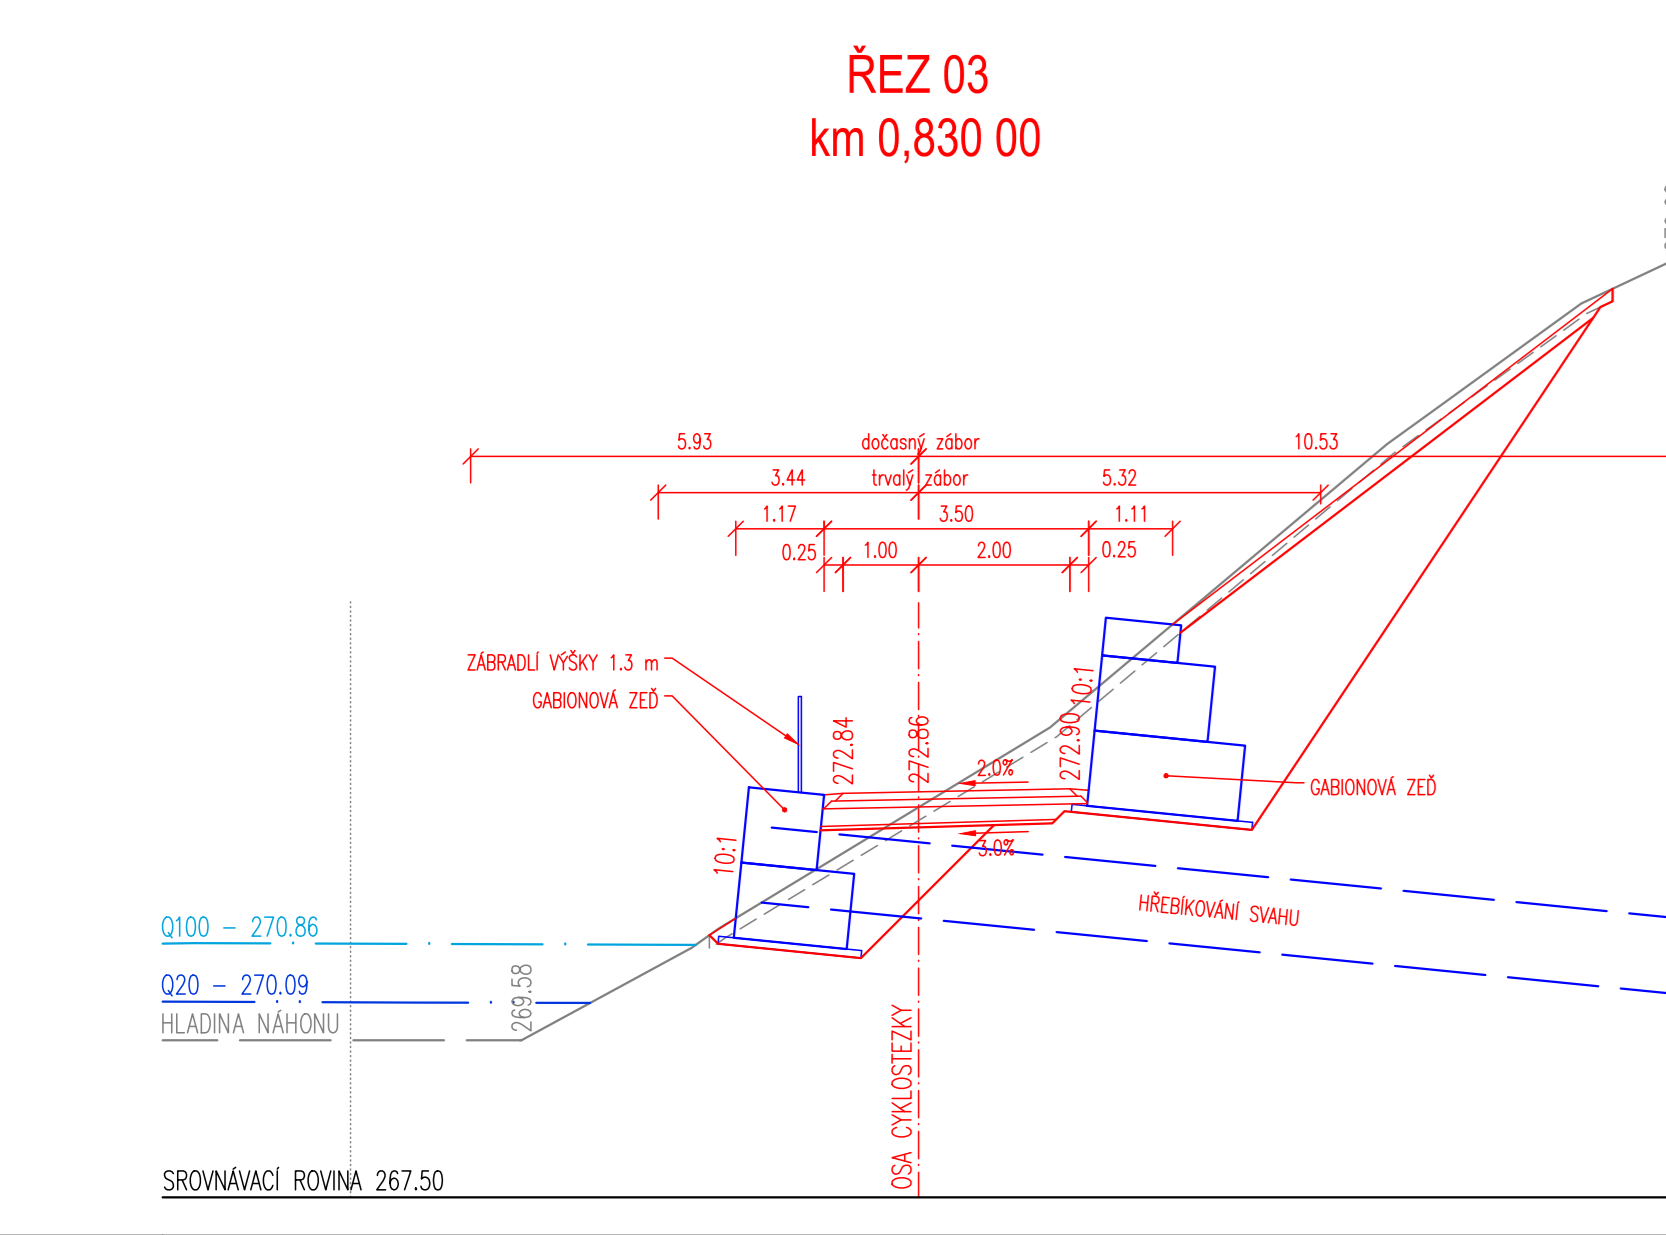 ŘEZ 03
km 0,830 00
5.93 dočasný zábor 10.53
3.44 trvalý zábor 5.32
1.17 3.50 1.11
0.25 1.00 2.00 0.25
ZÁBRADLÍ VÝŠKY 1.3 m
GABIONOVÁ ZEĎ
272.84
272.86
272.90
10:1
2.0%
GABIONOVÁ ZEĎ
10:1
3.0%
HŘEBÍKOVÁNÍ SVAHU
Q100 – 270.86
Q20 – 270.09
HLADINA NÁHONU
269.58
OSA CYKLOSTEZKY
SROVNÁVACÍ ROVINA 267.50